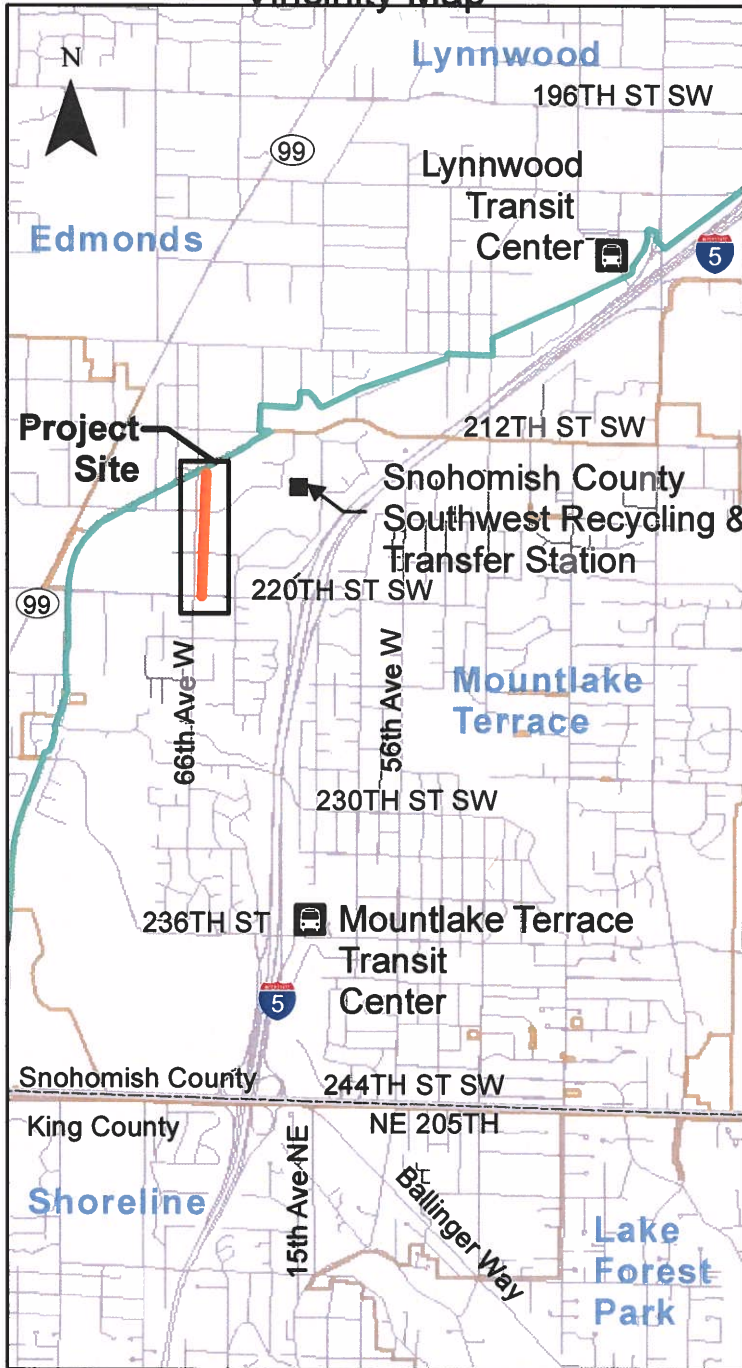 Vincinity Map
N
Lynnwood
196TH ST SW
99
Lynnwood
Transit
Center
5
Edmonds
Project
Site
212TH ST SW
Snohomish County
Southwest Recycling &
Transfer Station
99
220TH ST SW
66th Ave W
56th Ave W
Mountlake
Terrace
230TH ST SW
236TH ST
Mountlake Terrace
Transit
Center
5
Snohomish County
244TH ST SW
King County
NE 205TH
Shoreline
15th Ave NE
Ballinger Way
Lake
Forest
Park